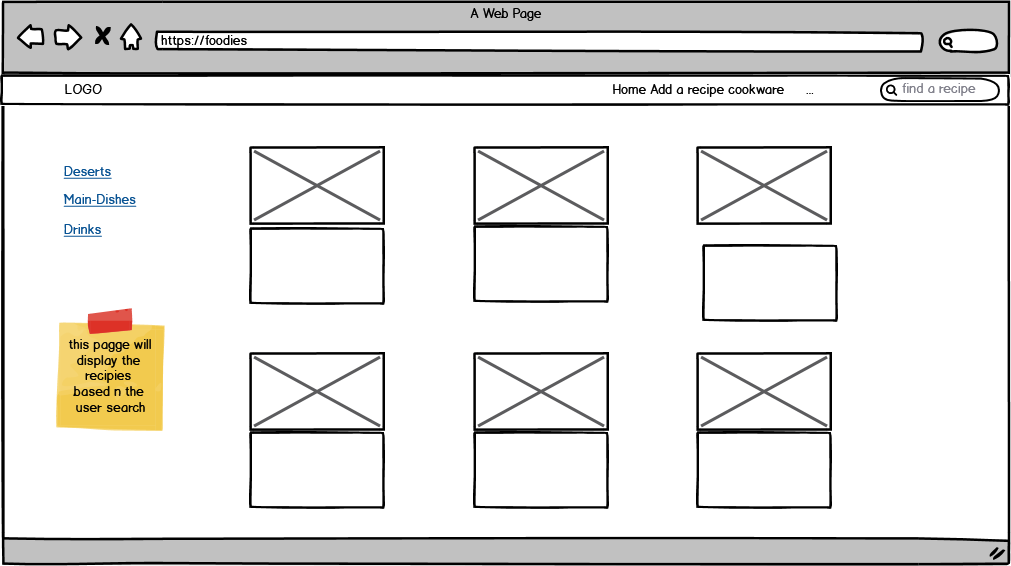 A Web Page
https://foodies
LOGO
Home Add a recipe cookware ...
find a recipe
Deserts
Main-Dishes
Drinks
this pagge will
display the
recipies
based n the
user search